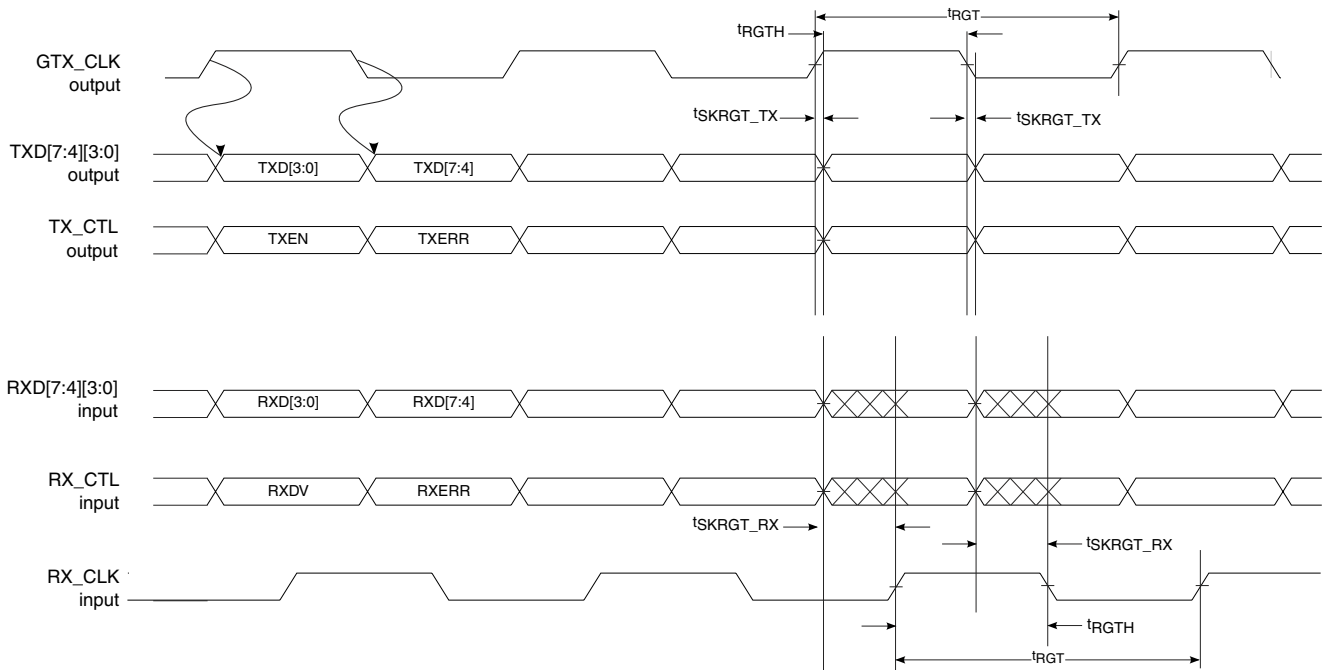 tRGT
tRGTH
GTX_CLK
output
tSKRGT_TX
tSKRGT_TX
TXD[7:4][3:0]
output
TXD[3:0]
TXD[7:4]
TX_CTL
output
TXEN
TXERR
RXD[7:4][3:0]
input
RXD[3:0]
RXD[7:4]
RX_CTL
input
RXDV
RXERR
tSKRGT_RX
tSKRGT_RX
RX_CLK
input
tRGTH
tRGT